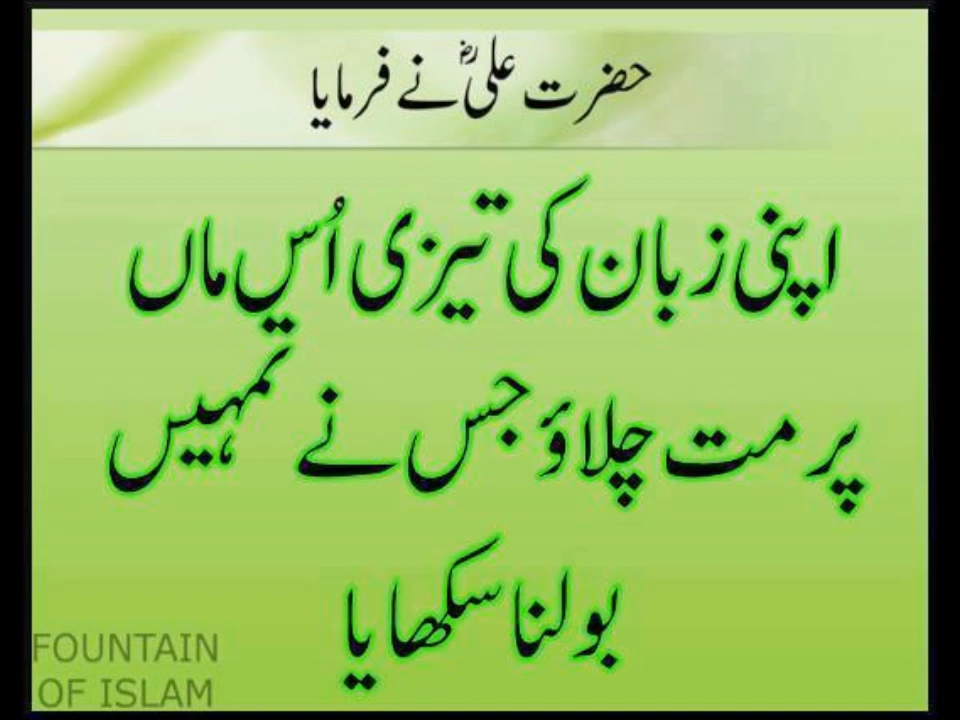 حضرت علیؓ نے فرمایا
اپنی زبان کی تیزی اُس ماں
پر مت چلاؤ جس نے تمہیں
بولنا سکھایا
FOUNTAIN
OF ISLAM